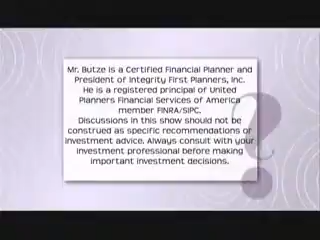 Mr. Butze is a Certified Financial Planner and
President of Integrity First Planners, Inc.
He is a registered principal of United
Planners Financial Services of America
member FINRA/SIPC.
Discussions in this show should not be
construed as specific recommendations or
investment advice. Always consult with your
investment professional before making
important investment decisions.